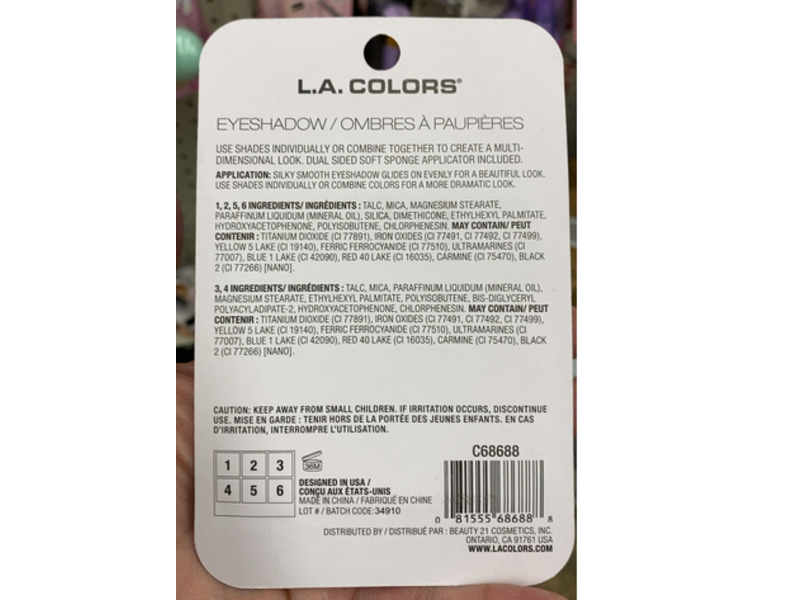 L.A. COLORS®
EYESHADOW / OMBRES À PAUPIÈRES
USE SHADES INDIVIDUALLY OR COMBINE TOGETHER TO CREATE A MULTI-
DIMENSIONAL LOOK. DUAL SIDED SOFT SPONGE APPLICATOR INCLUDED.
APPLICATION: SILKY SMOOTH EYESHADOW GLIDES ON EVENLY FOR A BEAUTIFUL LOOK.
USE SHADES INDIVIDUALLY OR COMBINE COLORS FOR A MORE DRAMATIC LOOK.
1, 2, 5, 6 INGREDIENTS/ INGRÉDIENTS : TALC, MICA, MAGNESIUM STEARATE,
PARAFFINUM LIQUIDUM (MINERAL OIL), SILICA, DIMETHICONE, ETHYLHEXYL PALMITATE,
HYDROXYACETOPHENONE, POLYISOBUTENE, CHLORPHENESIN. MAY CONTAIN/ PEUT
CONTENIR : TITANIUM DIOXIDE (CI 77891), IRON OXIDES (CI 77491, CI 77492, CI 77499),
YELLOW 5 LAKE (CI 19140), FERRIC FERROCYANIDE (CI 77510), ULTRAMARINES (CI
77007), BLUE 1 LAKE (CI 42090), RED 40 LAKE (CI 16035), CARMINE (CI 75470), BLACK
2 (CI 77266) [NANO].
3, 4 INGREDIENTS/ INGRÉDIENTS : TALC, MICA, PARAFFINUM LIQUIDUM (MINERAL OIL),
MAGNESIUM STEARATE, ETHYLHEXYL PALMITATE, POLYISOBUTENE, BIS-DIGLYCERYL
POLYACYLADIPATE-2, HYDROXYACETOPHENONE, CHLORPHENESIN. MAY CONTAIN/ PEUT
CONTENIR : TITANIUM DIOXIDE (CI 77891), IRON OXIDES (CI 77491, CI 77492, CI 77499),
YELLOW 5 LAKE (CI 19140), FERRIC FERROCYANIDE (CI 77510), ULTRAMARINES (CI
77007), BLUE 1 LAKE (CI 42090), RED 40 LAKE (CI 16035), CARMINE (CI 75470), BLACK
2 (CI 77266) [NANO].
CAUTION: KEEP AWAY FROM SMALL CHILDREN. IF IRRITATION OCCURS, DISCONTINUE
USE. MISE EN GARDE : TENIR HORS DE LA PORTÉE DES JEUNES ENFANTS. EN CAS
D'IRRITATION, INTERROMPRE L'UTILISATION.
1 2 3
4 5 6
36M
DESIGNED IN USA /
CONÇU AUX ÉTATS-UNIS
MADE IN CHINA / FABRIQUÉ EN CHINE
LOT # / BATCH CODE: 34910
C68688
0 81555 68688 8
DISTRIBUTED BY / DISTRIBUÉ PAR : BEAUTY 21 COSMETICS, INC.
ONTARIO, CA 91761 USA
WWW.LACOLORS.COM